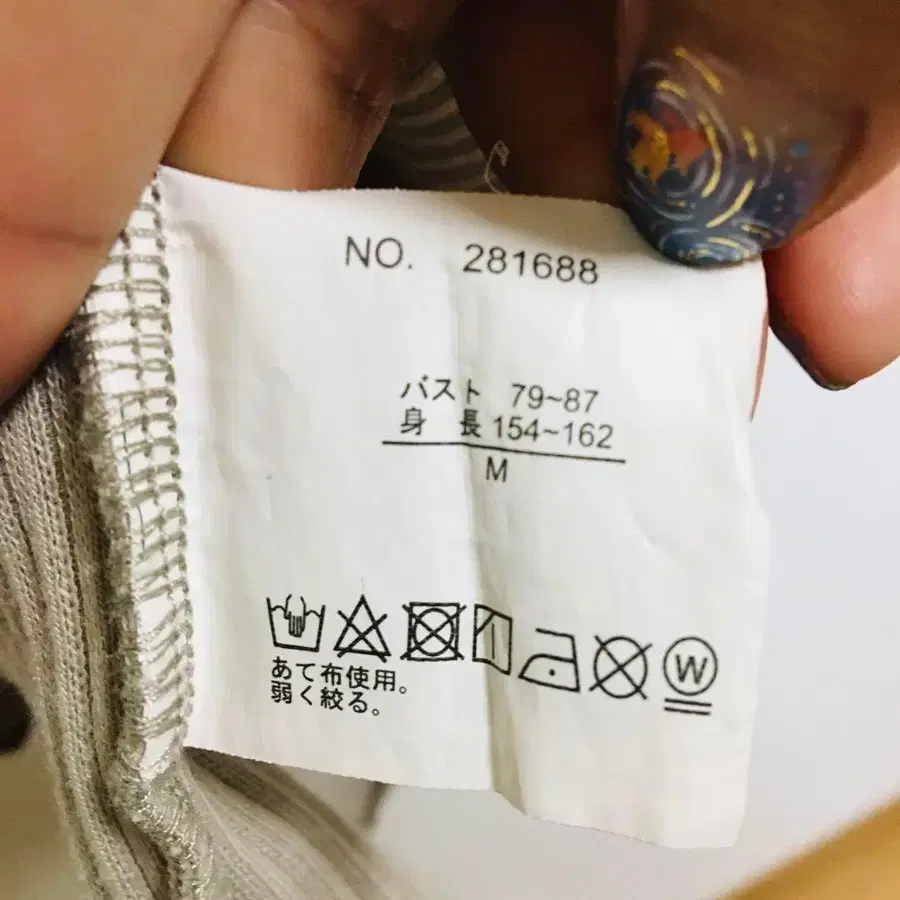 NO. 281688
バスト 79~87
身 長 154~162
M
W
あて布使用。
弱く絞る。